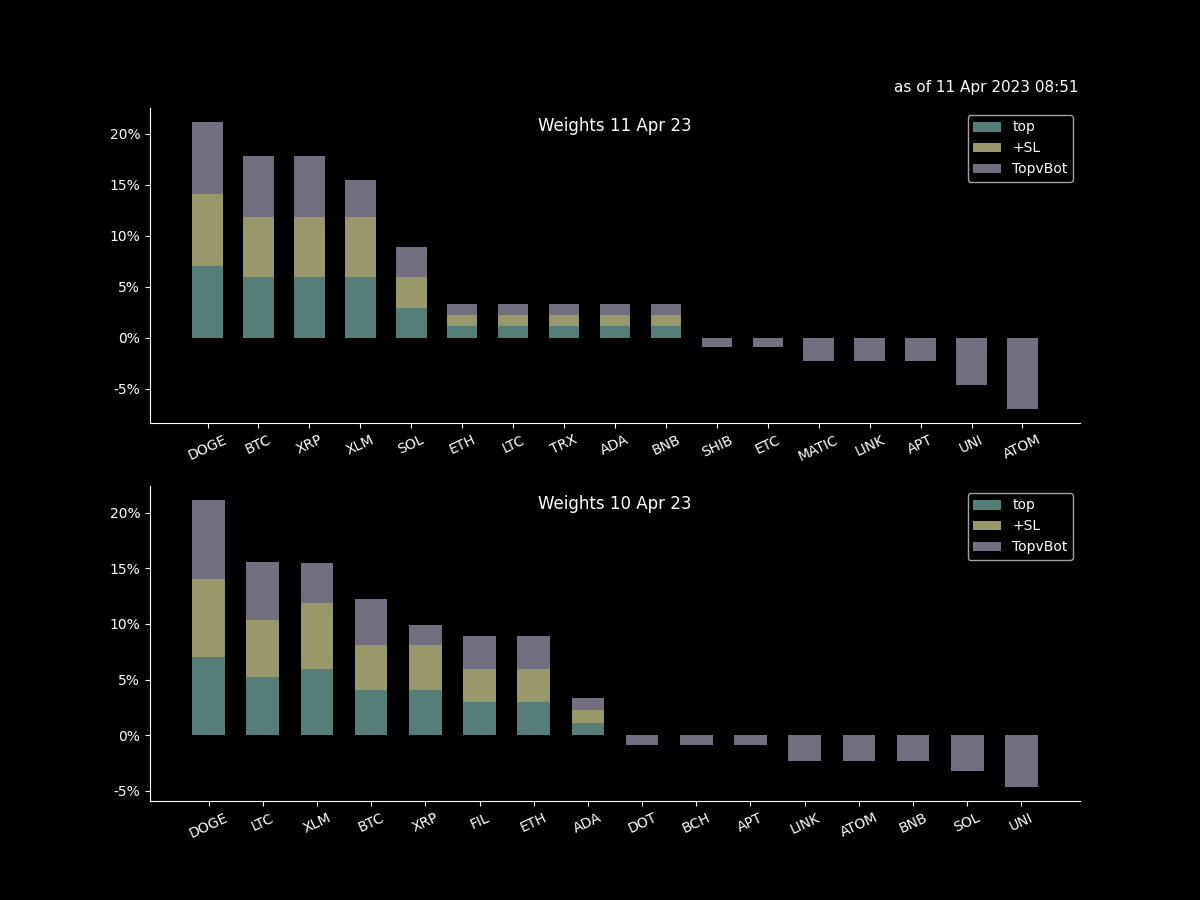 as of 11 Apr 2023 08:51
Weights 11 Apr 23
top
+SL
TopvBot
20%
15%
10%
5%
0%
-5%
DOGE BTC XRP XLM SOL ETH LTC TRX ADA BNB SHIB ETC MATIC LINK APT UNI ATOM
Weights 10 Apr 23
top
+SL
TopvBot
20%
15%
10%
5%
0%
-5%
DOGE LTC XLM BTC XRP FIL ETH ADA DOT BCH APT LINK ATOM BNB SOL UNI